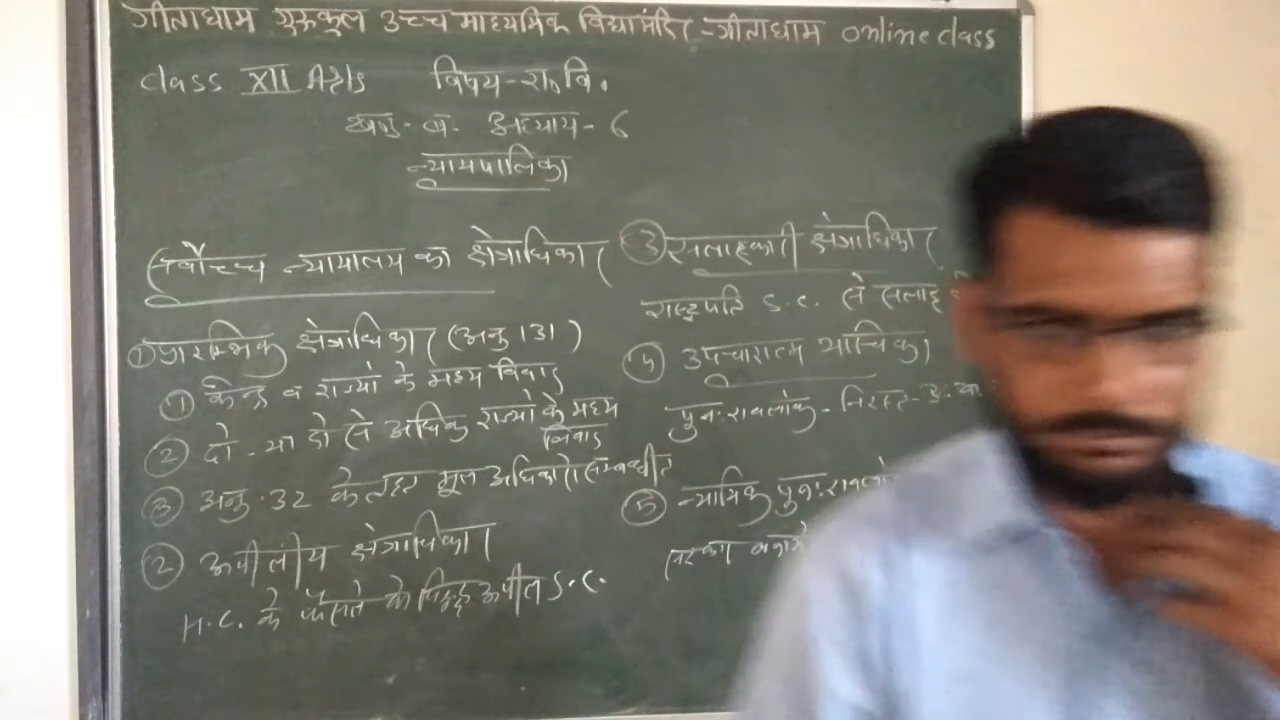 गीताधाम गुरुकुल उच्च माध्यमिक विद्यामंदिर -गीताधाम online class
class XII Arts विषय-रा० वि०
खण्ड- ब. अध्याय- 6
न्यायपालिका
सर्वोच्च न्यायालय का क्षेत्राधिकार
① प्रारम्भिक क्षेत्राधिकार (अनु 131)
① केन्द्र व राज्यों के मध्य विवाद
② दो - या दो से अधिक राज्यों के मध्य
विवाद
③ अनु. 32 के तहत मूल अधिकारो सम्बन्धीत
② अपीलीय क्षेत्राधिकार
H.C. के फैसले के विरुद्ध अपील S.C.
③ सलाहकारी क्षेत्राधिकार
राष्ट्रपति S.C. से सलाह
④ उपचारात्म याचिका
पुनःरावलोक - निरस्त-
⑤ न्यायिक